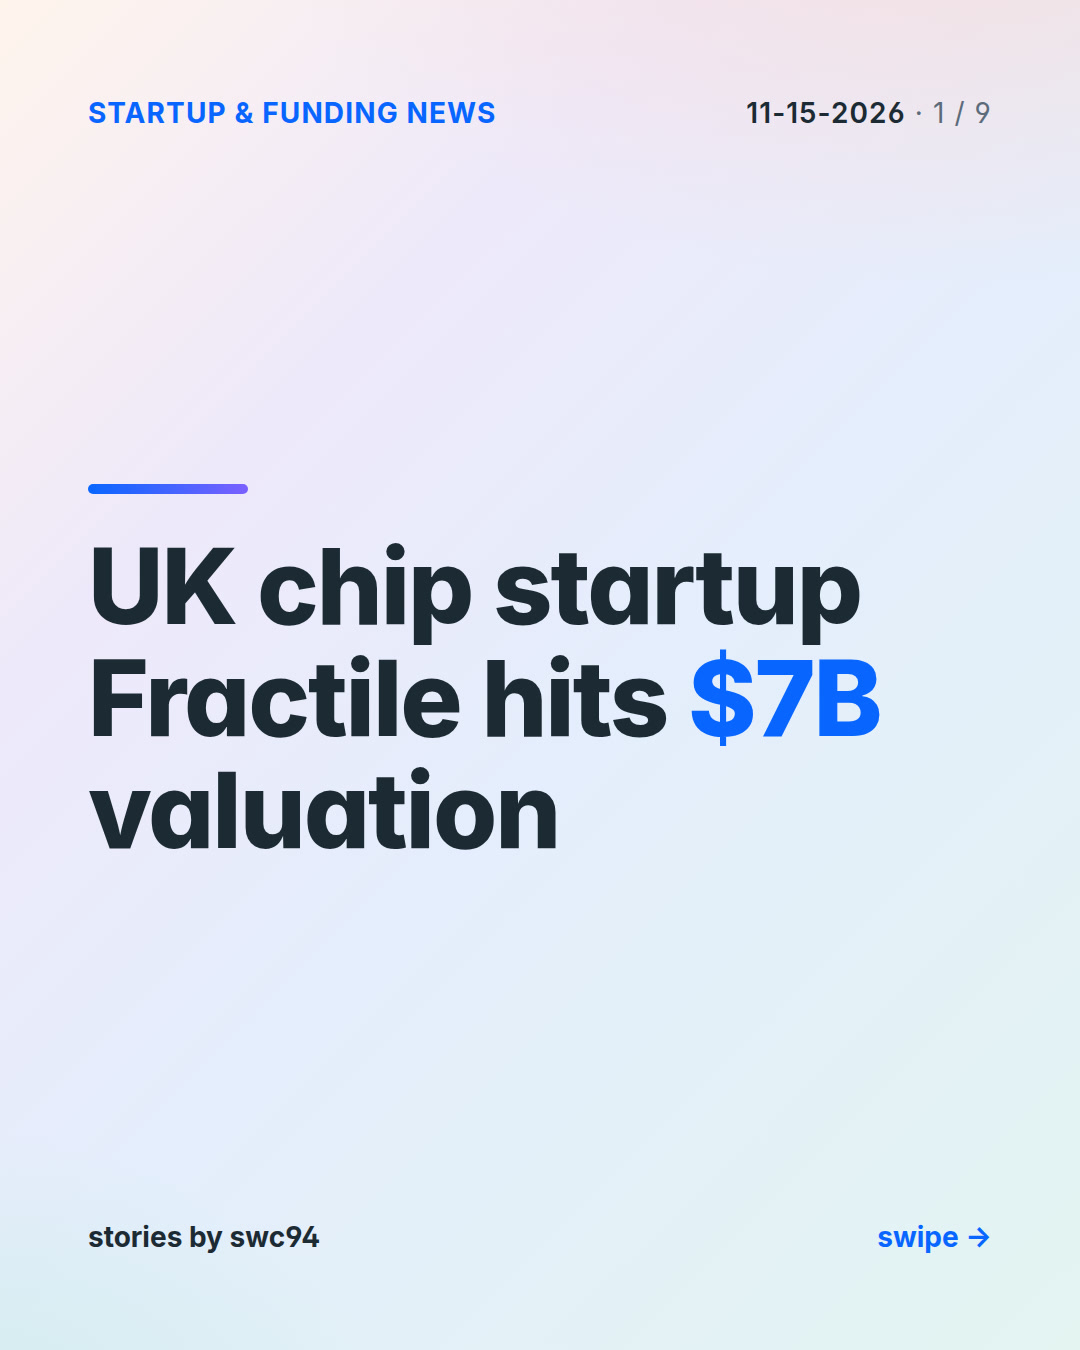 STARTUP & FUNDING NEWS
11-15-2026 · 1 / 9
UK chip startup
Fractile hits $7B
valuation
stories by swc94
swipe →